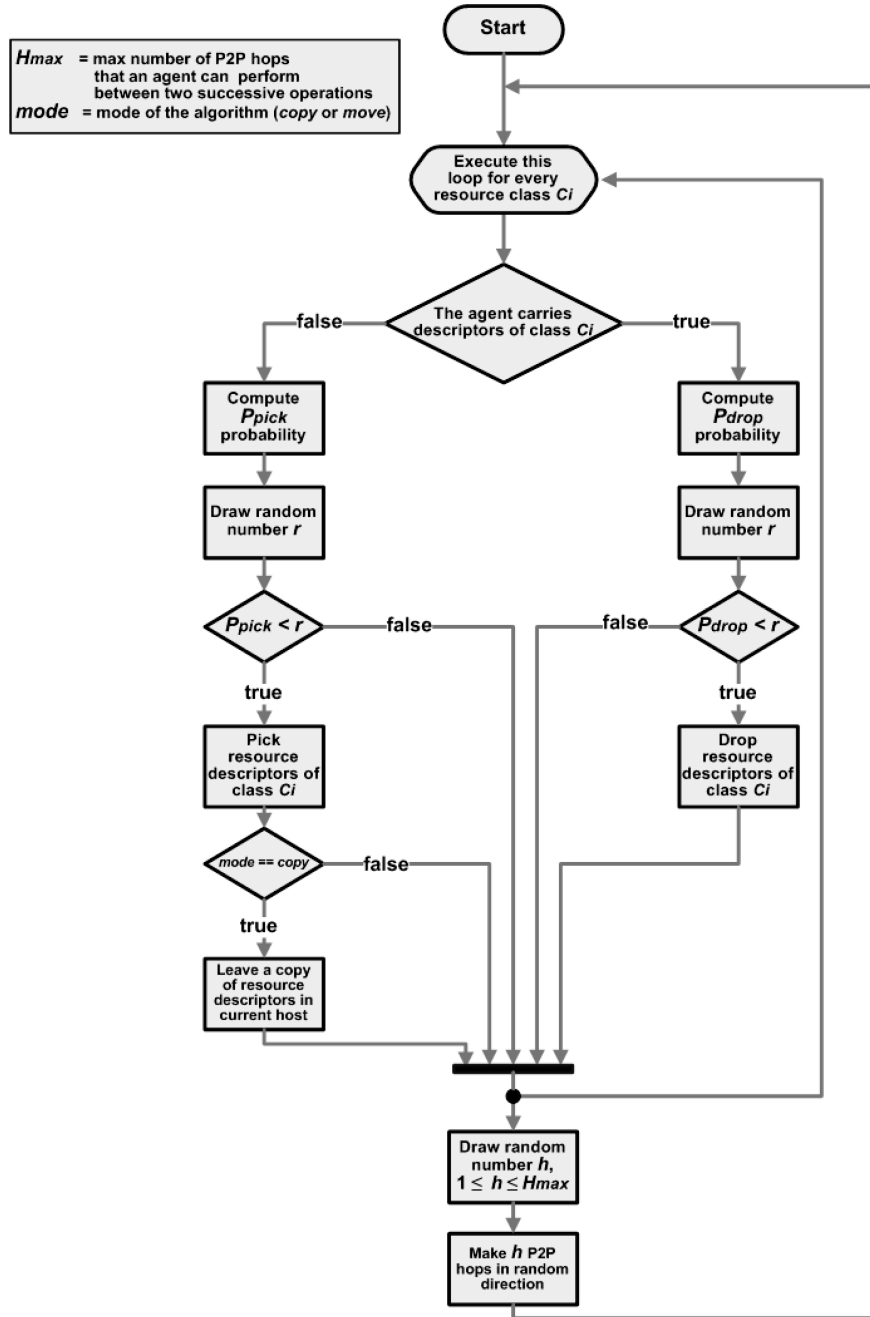 Start
Hmax = max number of P2P hops
that an agent can perform
between two successive operations
mode = mode of the algorithm (copy or move)
Execute this
loop for every
resource class Ci
The agent carries
descriptors of class Ci
false
true
Compute
Ppick
probability
Compute
Pdrop
probability
Draw random
number r
Draw random
number r
Ppick < r
false
false
Pdrop < r
true
true
Pick
resource
descriptors of
class Ci
Drop
resource
descriptors of
class Ci
mode == copy
false
true
Leave a copy
of resource
descriptors in
current host
Draw random
number h,
1 ≤ h ≤ Hmax
Make h P2P
hops in random
direction